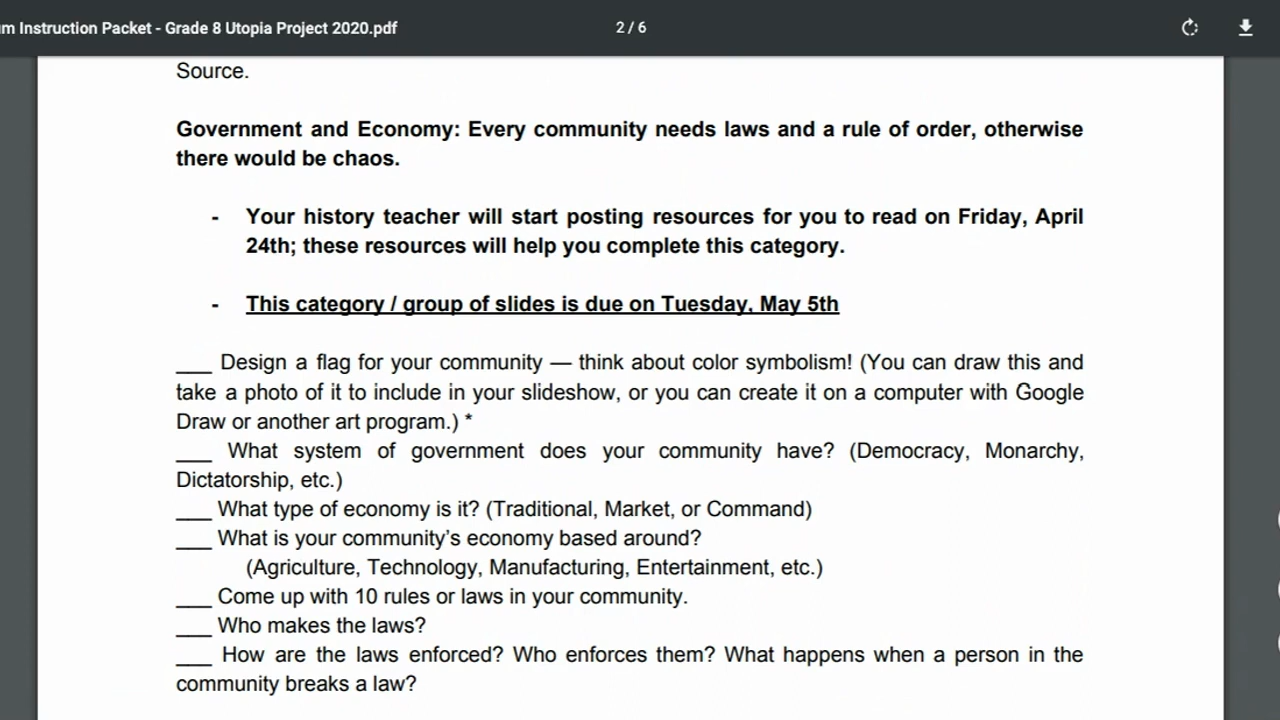 m Instruction Packet - Grade 8 Utopia Project 2020.pdf
2 / 6
Source.
Government and Economy: Every community needs laws and a rule of order, otherwise
there would be chaos.
- Your history teacher will start posting resources for you to read on Friday, April
24th; these resources will help you complete this category.
- This category / group of slides is due on Tuesday, May 5th
___ Design a flag for your community — think about color symbolism! (You can draw this and
take a photo of it to include in your slideshow, or you can create it on a computer with Google
Draw or another art program.) *
___ What system of government does your community have? (Democracy, Monarchy,
Dictatorship, etc.)
___ What type of economy is it? (Traditional, Market, or Command)
___ What is your community’s economy based around?
(Agriculture, Technology, Manufacturing, Entertainment, etc.)
___ Come up with 10 rules or laws in your community.
___ Who makes the laws?
___ How are the laws enforced? Who enforces them? What happens when a person in the
community breaks a law?